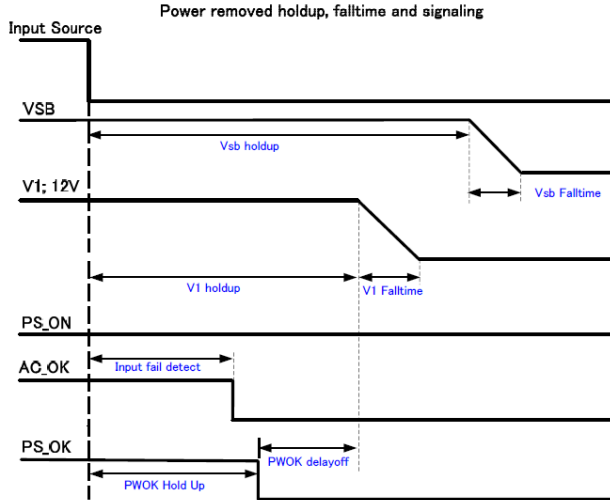 Power removed holdup, falltime and signaling
Input Source
VSB
Vsb holdup
Vsb Falltime
V1; 12V
V1 holdup
V1 Falltime
PS_ON
Input fail detect
AC_OK
PS_OK
PWOK delayoff
PWOK Hold Up